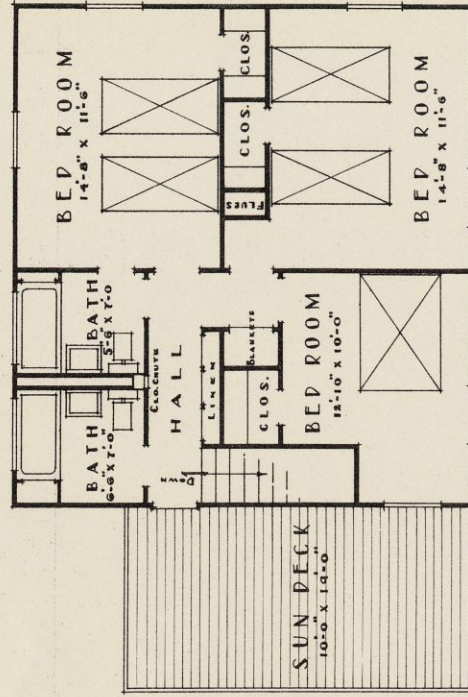 BED ROOM
14'-8" X 11'-6"
CLOS.
CLOS.
FLUES
BED ROOM
14'-8" X 11'-6"
BATH
5'-6 X 7'-0
BATH
6'-6" X 7'-0
CLO. CHUTE
HALL
LINEN
BLANKETS
CLOS.
BED ROOM
12'-10" X 10'-0"
DOWN
SUN DECK
10'-0" X 19'-0"